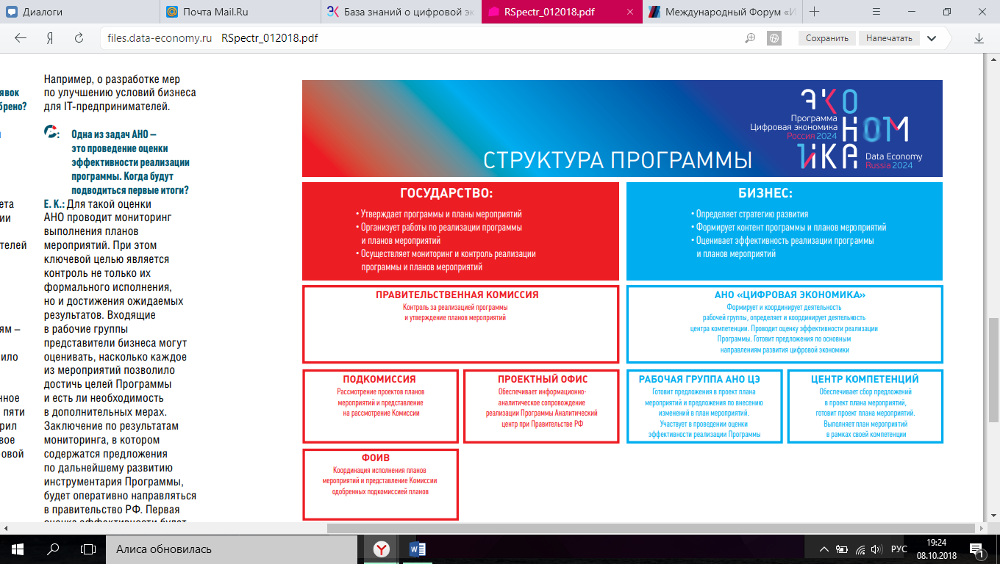 Диалоги
Почта Mail.Ru
База знаний о цифровой эк
RSpectr_012018.pdf
Международный Форум «И
files.data-economy.ru RSpectr_012018.pdf
Сохранить
Напечатать
явок
брено?
ета
ии
ителей
ям –
ило
нное
пяти
рил
вое
овой
Например, о разработке мер
по улучшению условий бизнеса
для IT-предпринимателей.
Одна из задач АНО –
это проведение оценки
эффективности реализации
программы. Когда будут
подводиться первые итоги?
Е. К.: Для такой оценки
АНО проводит мониторинг
выполнения планов
мероприятий. При этом
ключевой целью является
контроль не только их
формального исполнения,
но и достижения ожидаемых
результатов. Входящие
в рабочие группы
представители бизнеса могут
оценивать, насколько каждое
из мероприятий позволило
достичь целей Программы
и есть ли необходимость
в дополнительных мерах.
Заключение по результатам
мониторинга, в котором
содержатся предложения
по дальнейшему развитию
инструментария Программы,
будет оперативно направляться
в правительство РФ. Первая
оценка эффективности будет
СТРУКТУРА ПРОГРАММЫ
ЭКО
Программа
Цифровая экономика
Россия 2024
НОМ
ИКА
Data Economy
Russia 2024
ГОСУДАРСТВО:
• Утверждает программы и планы мероприятий
• Организует работы по реализации программы
и планов мероприятий
• Осуществляет мониторинг и контроль реализации
программы и планов мероприятий
БИЗНЕС:
• Определяет стратегию развития
• Формирует контент программы и планов мероприятий
• Оценивает эффективность реализации программы
и планов мероприятий
ПРАВИТЕЛЬСТВЕННАЯ КОМИССИЯ
Контроль за реализацией программы
и утверждение планов мероприятий
АНО «ЦИФРОВАЯ ЭКОНОМИКА»
Формирует и координирует деятельность
рабочей группы, определяет и координирует деятельность
центра компетенции. Проводит оценку эффективности реализации
Программы. Готовит предложения по основным
направлениям развития цифровой экономики
ПОДКОМИССИЯ
Рассмотрение проектов планов
мероприятий и представление
на рассмотрение Комиссии
ПРОЕКТНЫЙ ОФИС
Обеспечивает информационно-
аналитическое сопровождение
реализации Программы Аналитический
центр при Правительстве РФ
РАБОЧАЯ ГРУППА АНО ЦЭ
Готовит предложения в проект плана
мероприятий и предложения по внесению
изменений в план мероприятий.
Участвует в проведении оценки
эффективности реализации Программы
ЦЕНТР КОМПЕТЕНЦИЙ
Обеспечивает сбор предложений
в проект плана мероприятий,
готовит проект плана мероприятий.
Выполняет план мероприятий
в рамках своей компетенции
ФОИВ
Координация исполнения планов
мероприятий и представление Комиссии
одобренных подкомиссией планов
Алиса обновилась
РУС
19:24
08.10.2018
1